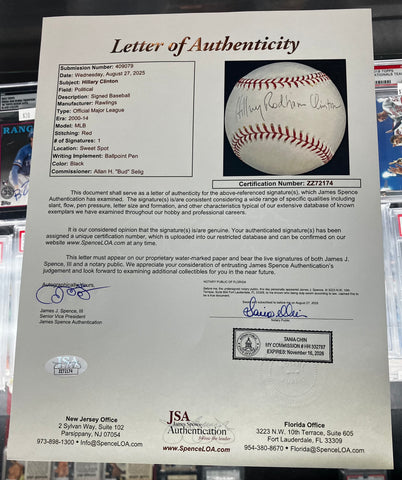 Letter of Authenticity
Submission Number: 409079
Date: Wednesday, August 27, 2025
Subject: Hillary Clinton
Field: Political
Description: Signed Baseball
Manufacturer: Rawlings
Type: Official Major League
Era: 2000-14
Model: MLB
Stitching: Red
# of Signatures: 1
Location: Sweet Spot
Writing Implement: Ballpoint Pen
Color: Black
Commissioner: Allan H. "Bud" Selig
Hillary Rodham Clinton
Certification Number: ZZ72174
This document shall serve as a letter of authenticity for the above-referenced signature(s), which James Spence
Authentication has examined. The signature(s) is/are consistent considering a wide range of specific qualities including
slant, flow, pen pressure, letter size and formation, and other characteristics typical of our extensive database of known
exemplars we have examined throughout our hobby and professional careers.
It is our considered opinion that the signature(s) is/are genuine. Your authenticated signature(s) has been
assigned a unique certification number, which is uploaded into our restricted database and can be confirmed on our
website www.SpenceLOA.com.
This letter must appear on our proprietary water-marked paper and bear the live signatures of both James J.
Spence, III and a notary public. We appreciate your consideration of entrusting James Spence Authentication's
judgement and look forward to examining additional collectibles for you in the near future.
Autographically Yours,
James J. Spence, III
Senior Vice President
James Spence Authentication
NOTARY PUBLIC OF FLORIDA
Notary Public
TANIA CHIN
MY COMMISSION # HH 332787
EXPIRES: November 16, 2026
JSA
ZZ72174
New Jersey Office
2 Sylvan Way, Suite 102
Parsippany, NJ 07054
973-898-1300 • Info@SpenceLOA.com
JSA
James Spence
Authentication
follow the leader
www.SpenceLOA.com
Florida Office
3223 N.W. 10th Terrace, Suite 605
Fort Lauderdale, FL 33309
954-380-8670 • Florida@SpenceLOA.com